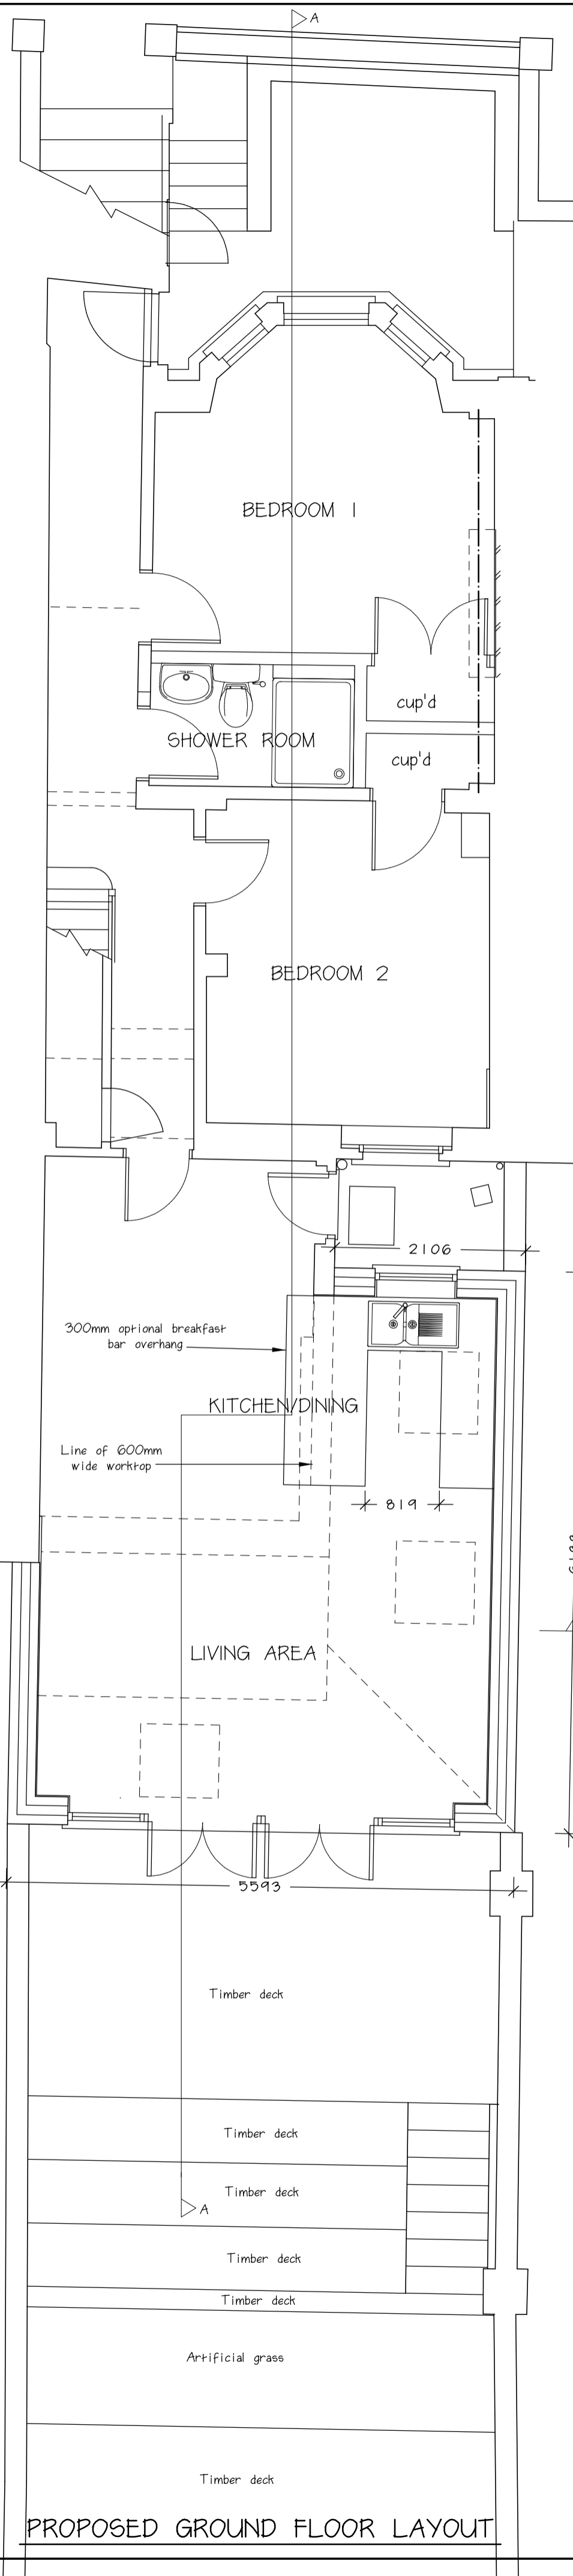 A
BEDROOM 1
cup'd
SHOWER ROOM
cup'd
BEDROOM 2
2106
300mm optional breakfast
bar overhang
KITCHEN/DINING
Line of 600mm
wide worktop
819
LIVING AREA
5593
Timber deck
Timber deck
Timber deck
A
Timber deck
Timber deck
Artificial grass
Timber deck
PROPOSED GROUND FLOOR LAYOUT